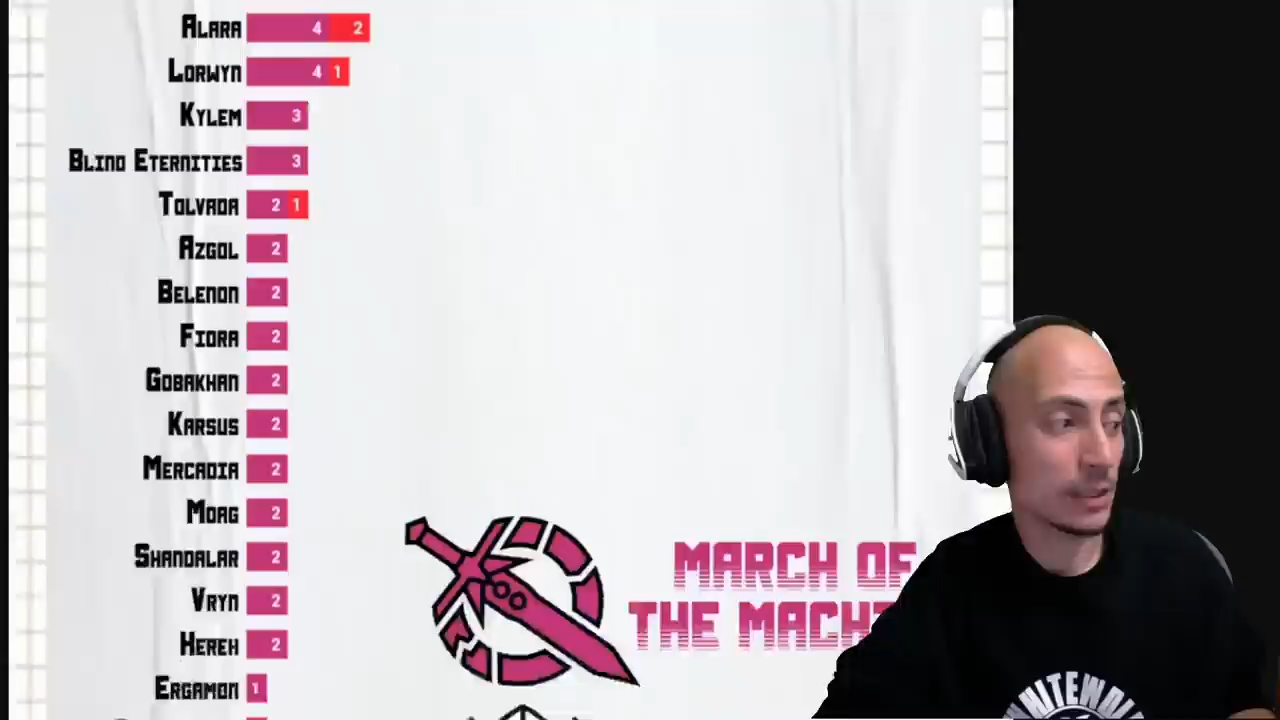 Alara 4 2
Lorwyn 4 1
Kylem 3
Blind Eternities 3
Tolvada 2 1
Azgol 2
Belenon 2
Fiora 2
Gobakhan 2
Karsus 2
Mercadia 2
Moag 2
Shandalar 2
Vryn 2
Hereh 2
Ergamon 1
MARCH OF
THE MACH